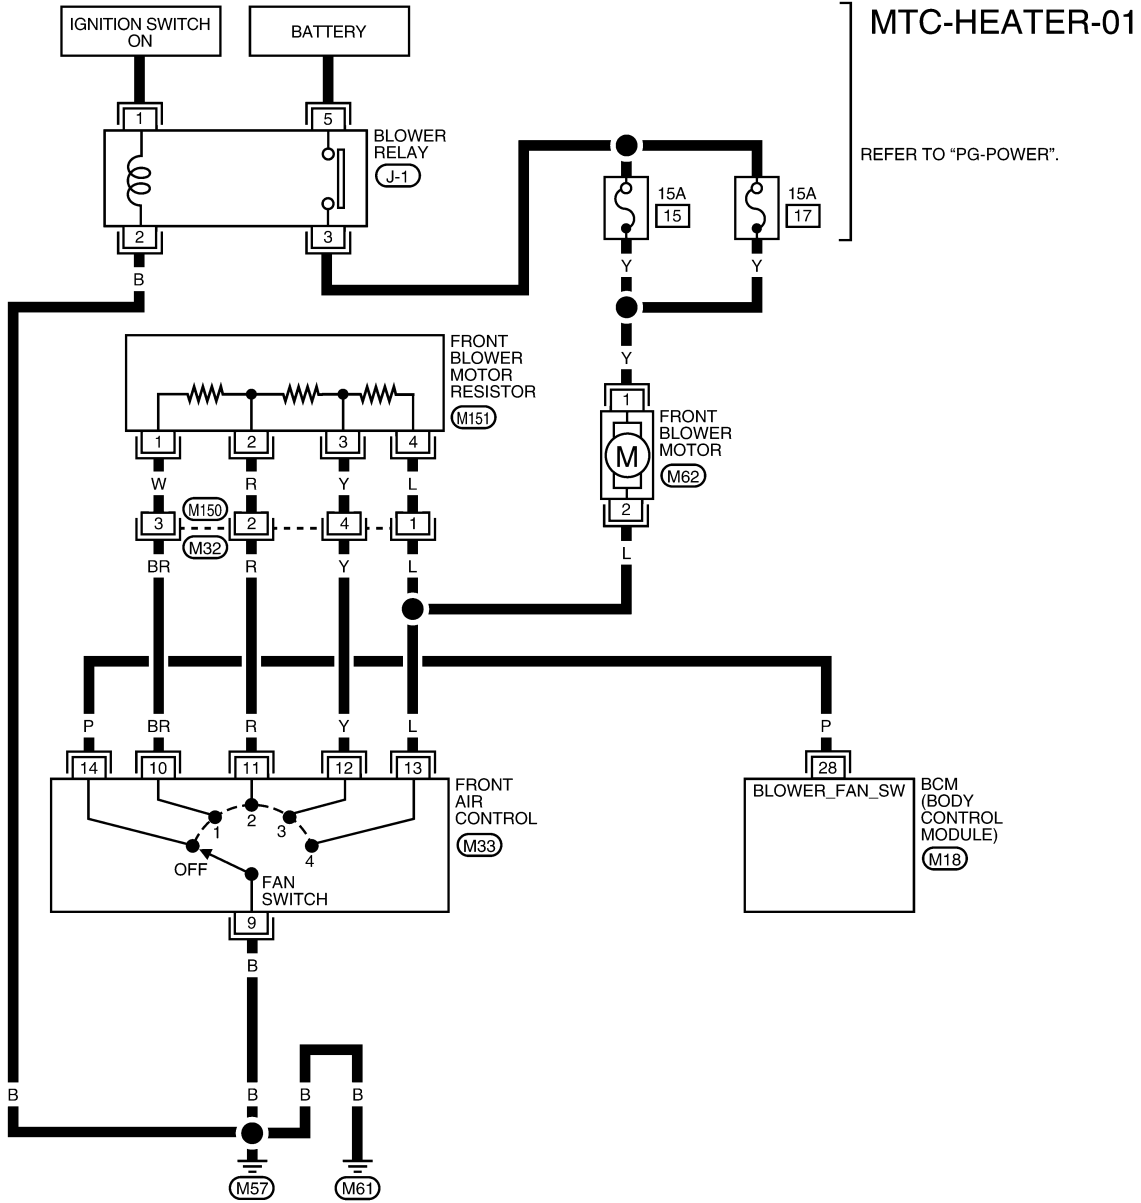 MTC-HEATER-01
IGNITION SWITCH
ON
BATTERY
1
5
BLOWER
RELAY
J-1
2
3
B
REFER TO “PG-POWER”.
15A
15
15A
17
Y
Y
Y
FRONT
BLOWER
MOTOR
RESISTOR
M151
1
2
3
4
W
R
Y
L
M150
3
2
4
1
M32
BR
R
Y
L
1
FRONT
BLOWER
MOTOR
M
M62
2
L
P
BR
R
Y
L
P
14
10
11
12
13
28
FRONT
AIR
CONTROL
M33
1
2
3
4
OFF
FAN
SWITCH
9
BLOWER_FAN_SW
BCM
(BODY
CONTROL
MODULE)
M18
B
B
B
B
B
M57
M61